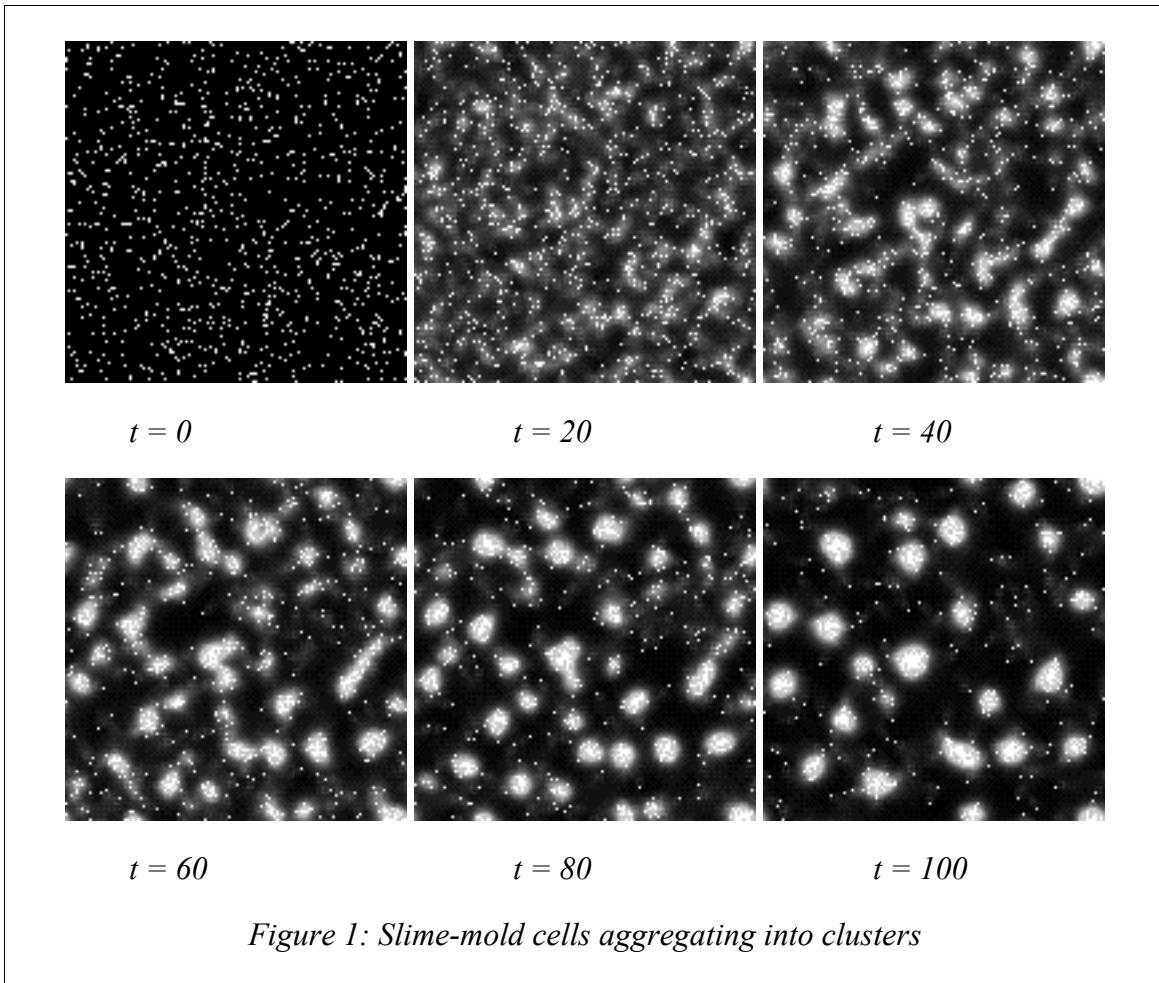 t = 0 t = 20 t = 40
t = 60 t = 80 t = 100
Figure 1: Slime-mold cells aggregating into clusters